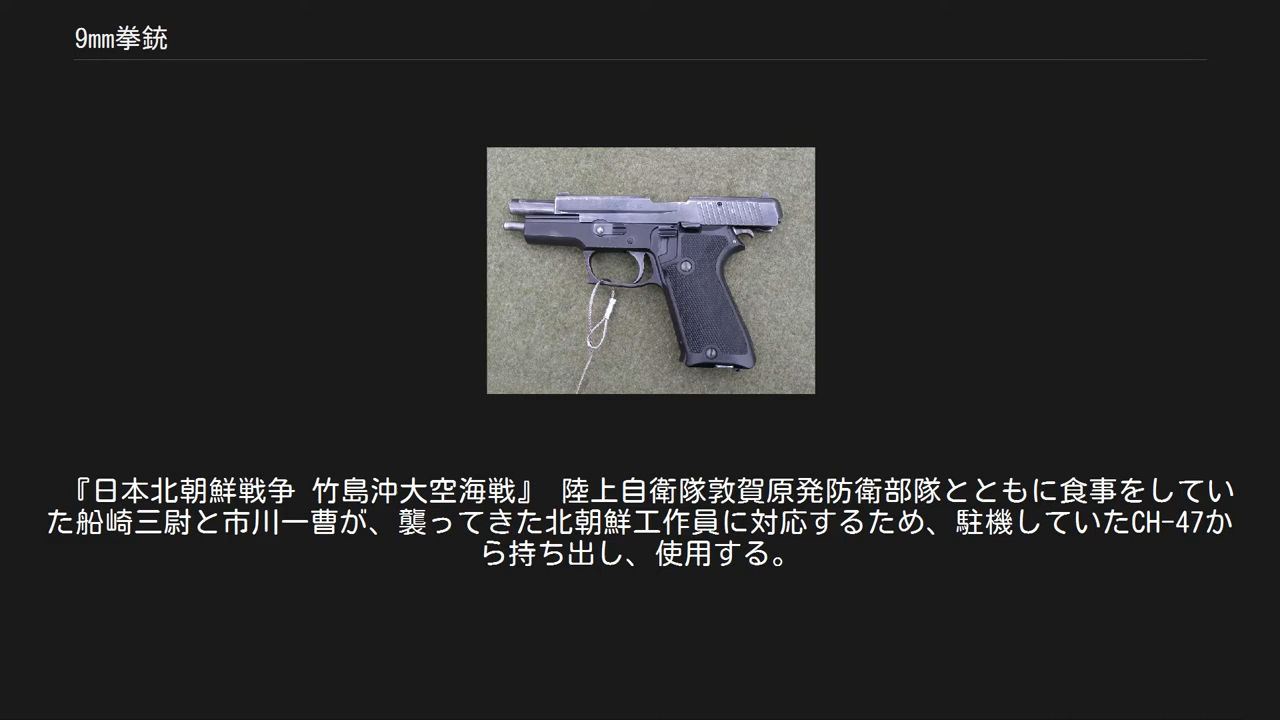 9mm拳銃
『日本北朝鮮戦争 竹島沖大空海戦』 陸上自衛隊敦賀原発防衛部隊とともに食事をしてい
た船崎三尉と市川一曹が、襲ってきた北朝鮮工作員に対応するため、駐機していたCH-47か
ら持ち出し、使用する。